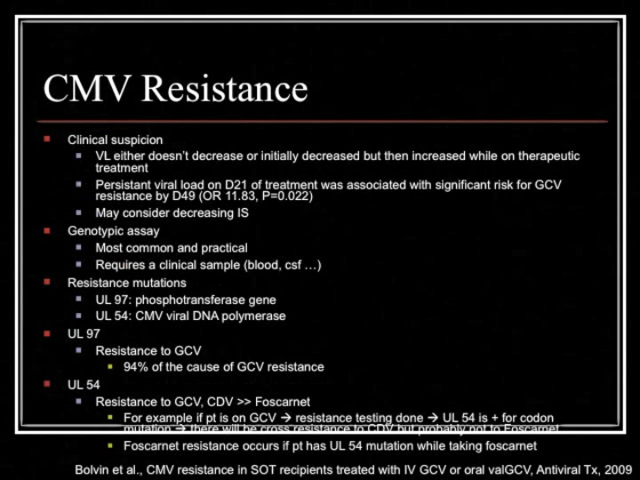 CMV Resistance
Clinical suspicion
VL either doesn't decrease or initially decreased but then increased while on therapeutic
treatment
Persistant viral load on D21 of treatment was associated with significant risk for GCV
resistance by D49 (OR 11.83, P=0.022)
May consider decreasing IS
Genotypic assay
Most common and practical
Requires a clinical sample (blood, csf …)
Resistance mutations
UL 97: phosphotransferase gene
UL 54: CMV viral DNA polymerase
UL 97
Resistance to GCV
94% of the cause of GCV resistance
UL 54
Resistance to GCV, CDV >> Foscarnet
For example if pt is on GCV → resistance testing done → UL 54 is + for codon
mutation → there will be cross resistance to CDV but probably not to Foscarnet
Foscarnet resistance occurs if pt has UL 54 mutation while taking foscarnet
Bolvin et al., CMV resistance in SOT recipients treated with IV GCV or oral valGCV, Antiviral Tx, 2009